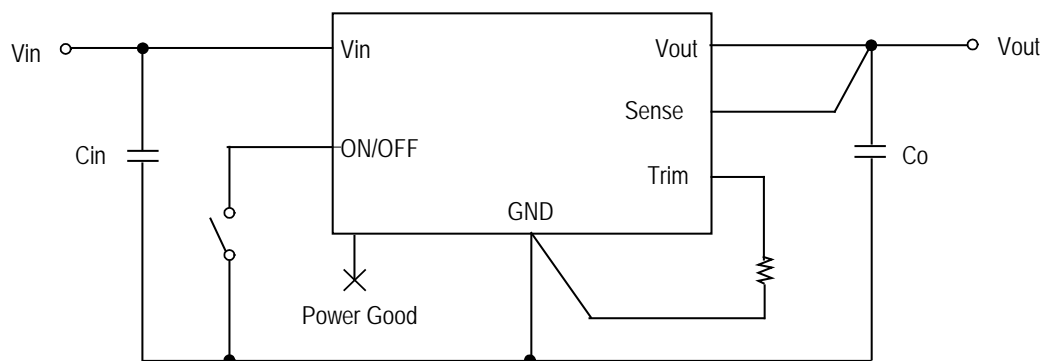 Vin
Vin
Vout
Vout
Sense
Cin
ON/OFF
Co
Trim
GND
Power Good